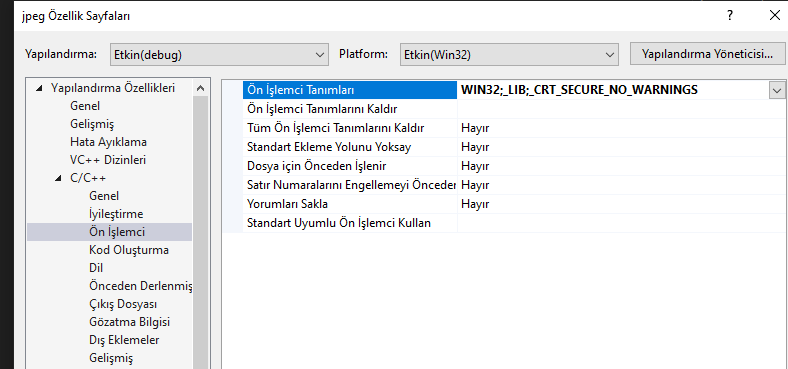 jpeg Özellik Sayfaları
? 
Yapılandırma: Etkin(debug) Platform: Etkin(Win32) Yapılandırma Yöneticisi...
Yapılandırma Özellikleri
Genel
Gelişmiş
Hata Ayıklama
VC++ Dizinleri
C/C++
Genel
İyileştirme
Ön İşlemci
Kod Oluşturma
Dil
Önceden Derlenmiş
Çıkış Dosyası
Gözatma Bilgisi
Dış Eklemeler
Gelişmiş
Ön İşlemci Tanımları WIN32;_LIB;_CRT_SECURE_NO_WARNINGS
Ön İşlemci Tanımlarını Kaldır
Tüm Ön İşlemci Tanımlarını Kaldır Hayır
Standart Ekleme Yolunu Yoksay Hayır
Dosya için Önceden İşlenir Hayır
Satır Numaralarını Engellemeyi Önceden Hayır
Yorumları Sakla Hayır
Standart Uyumlu Ön İşlemci Kullan